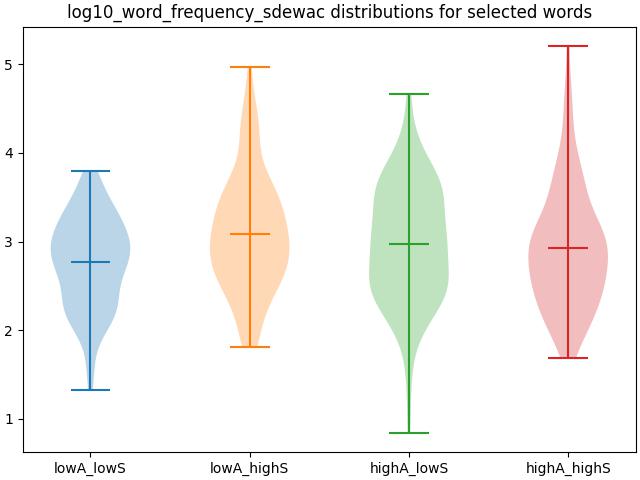 log10_word_frequency_sdewac distributions for selected words
5
4
3
2
1
lowA_lowS lowA_highS highA_lowS highA_highS